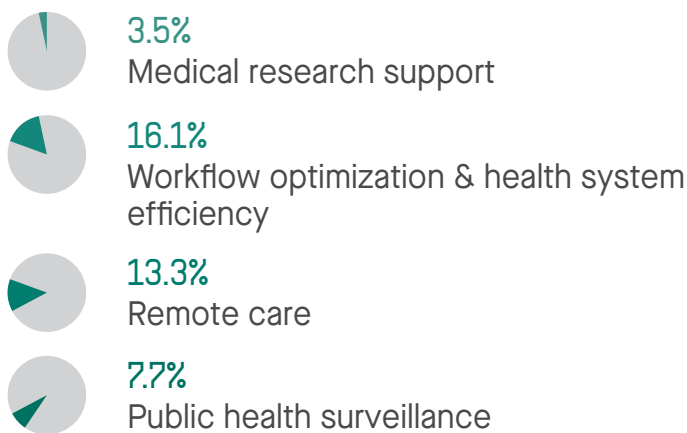 3.5%
Medical research support
16.1%
Workflow optimization & health system
efficiency
13.3%
Remote care
7.7%
Public health surveillance